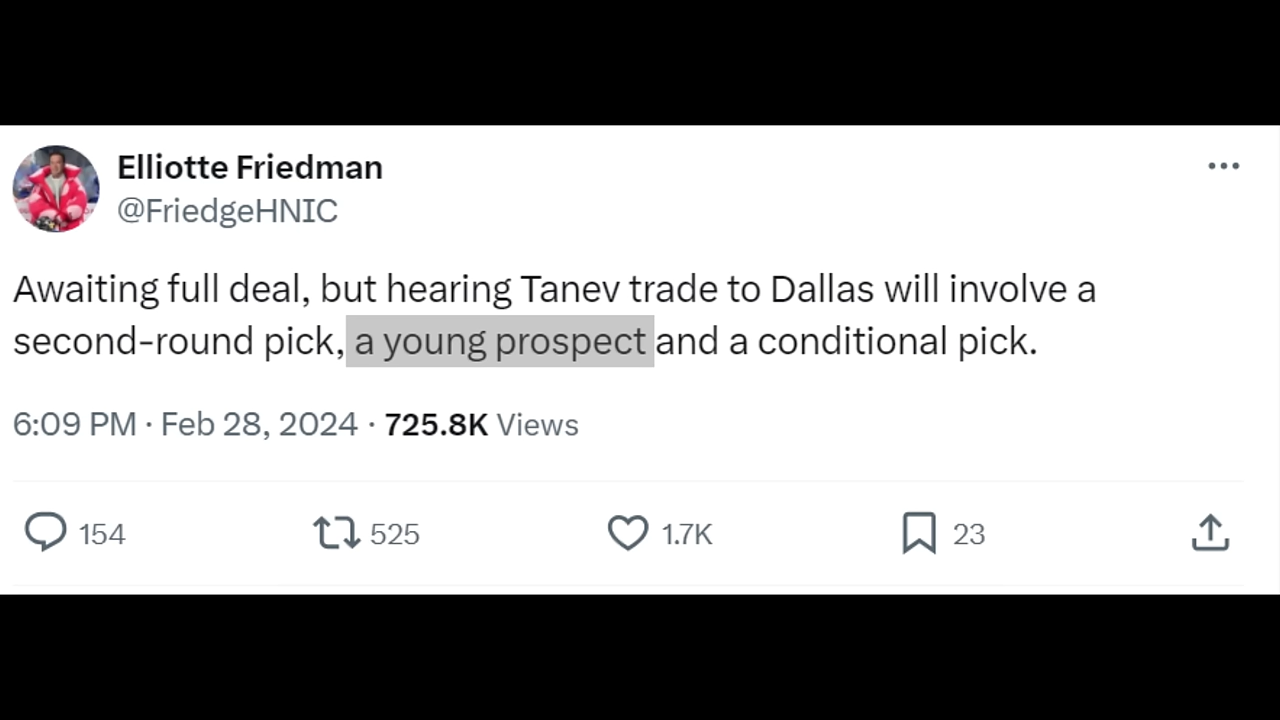 Elliotte Friedman
@FriedgeHNIC
Awaiting full deal, but hearing Tanev trade to Dallas will involve a
second-round pick, a young prospect and a conditional pick.
6:09 PM · Feb 28, 2024 · 725.8K Views
154 525 1.7K 23